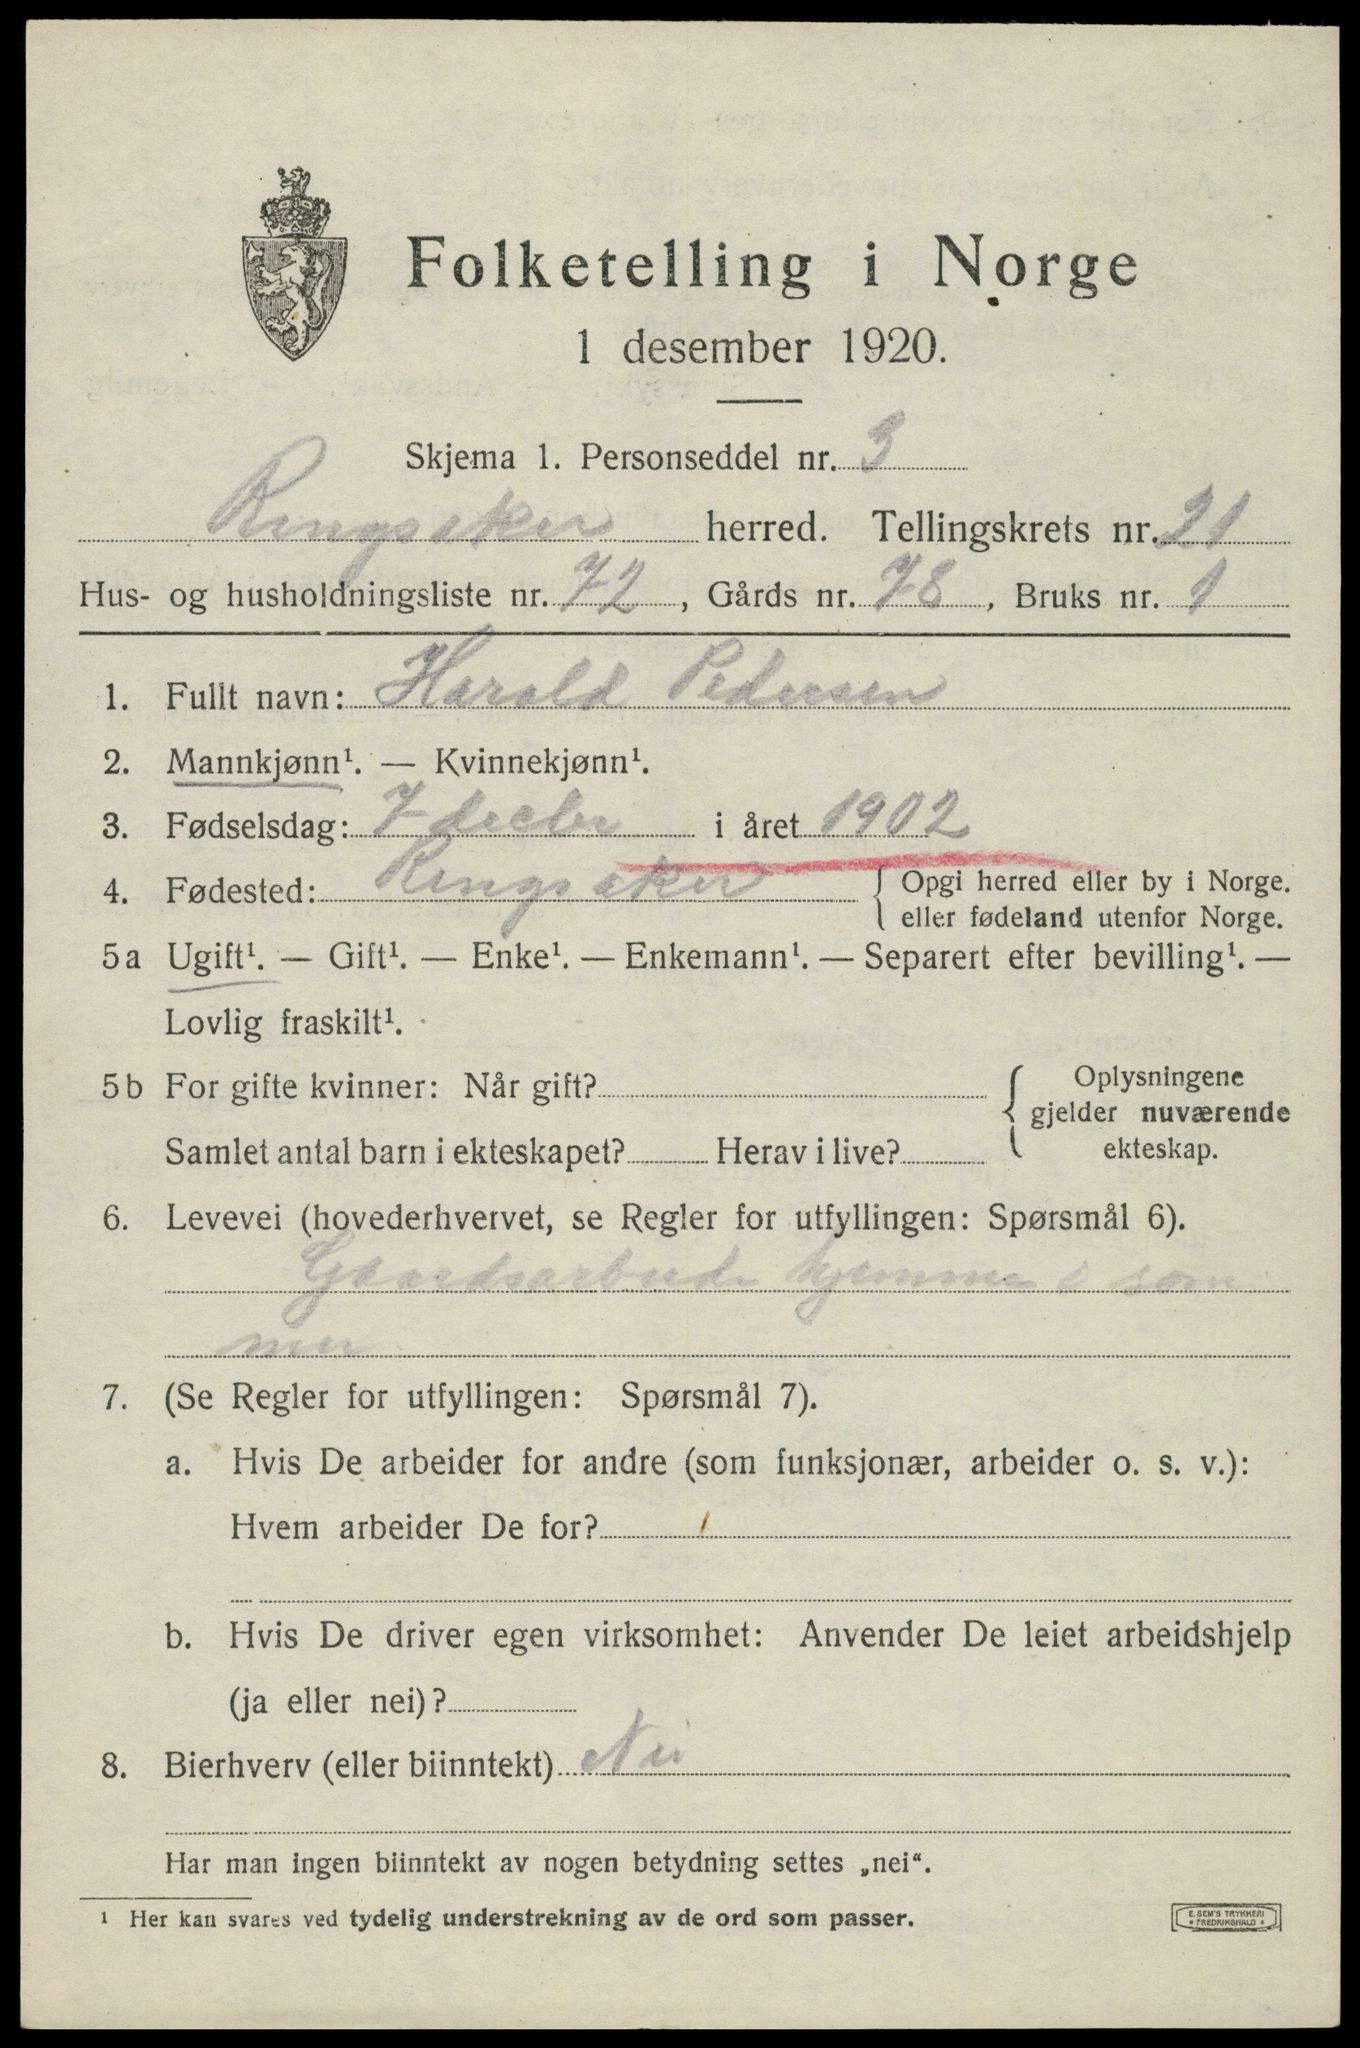 Folketelling i Norge
1 desember 1920.
Skjema 1. Personseddel nr. 3
Ringsaker herred. Tellingskrets nr. 21
Hus- og husholdningsliste nr. 72, Gårds nr. 78, Bruks nr. 1
1. Fullt navn: Harald Pedersen
2. Mannkjønn¹. — Kvinnekjønn¹.
3. Fødselsdag: 7 decbr i året 1902
4. Fødested: Ringsaker { Opgi herred eller by i Norge.
eller fødeland utenfor Norge.
5a Ugift¹. — Gift¹. — Enke¹. — Enkemann¹. — Separert efter bevilling¹. —
Lovlig fraskilt¹.
5b For gifte kvinner: Når gift? { Oplysningene
gjelder nuværende
Samlet antal barn i ekteskapet? Herav i live? ekteskap.
6. Levevei (hovederhvervet, se Regler for utfyllingen: Spørsmål 6).
Gaardsarbeide hjemme i som
mer
7. (Se Regler for utfyllingen: Spørsmål 7).
a. Hvis De arbeider for andre (som funksjonær, arbeider o. s. v.):
Hvem arbeider De for?
b. Hvis De driver egen virksomhet: Anvender De leiet arbeidshjelp
(ja eller nei)?
8. Bierhverv (eller biinntekt) Nei
Har man ingen biinntekt av nogen betydning settes „nei“.
¹ Her kan svares ved tydelig understrekning av de ord som passer.
E. SEM'S TRYKKERI
FREDRIKSHALD